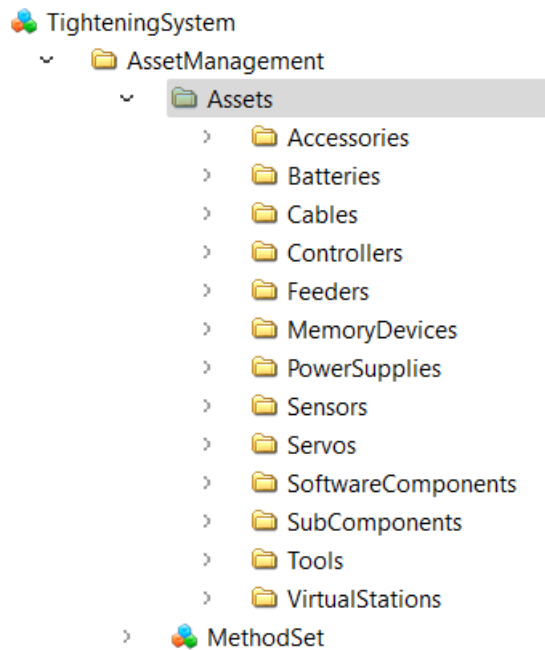 TighteningSystem
AssetManagement
Assets
Accessories
Batteries
Cables
Controllers
Feeders
MemoryDevices
PowerSupplies
Sensors
Servos
SoftwareComponents
SubComponents
Tools
VirtualStations
MethodSet